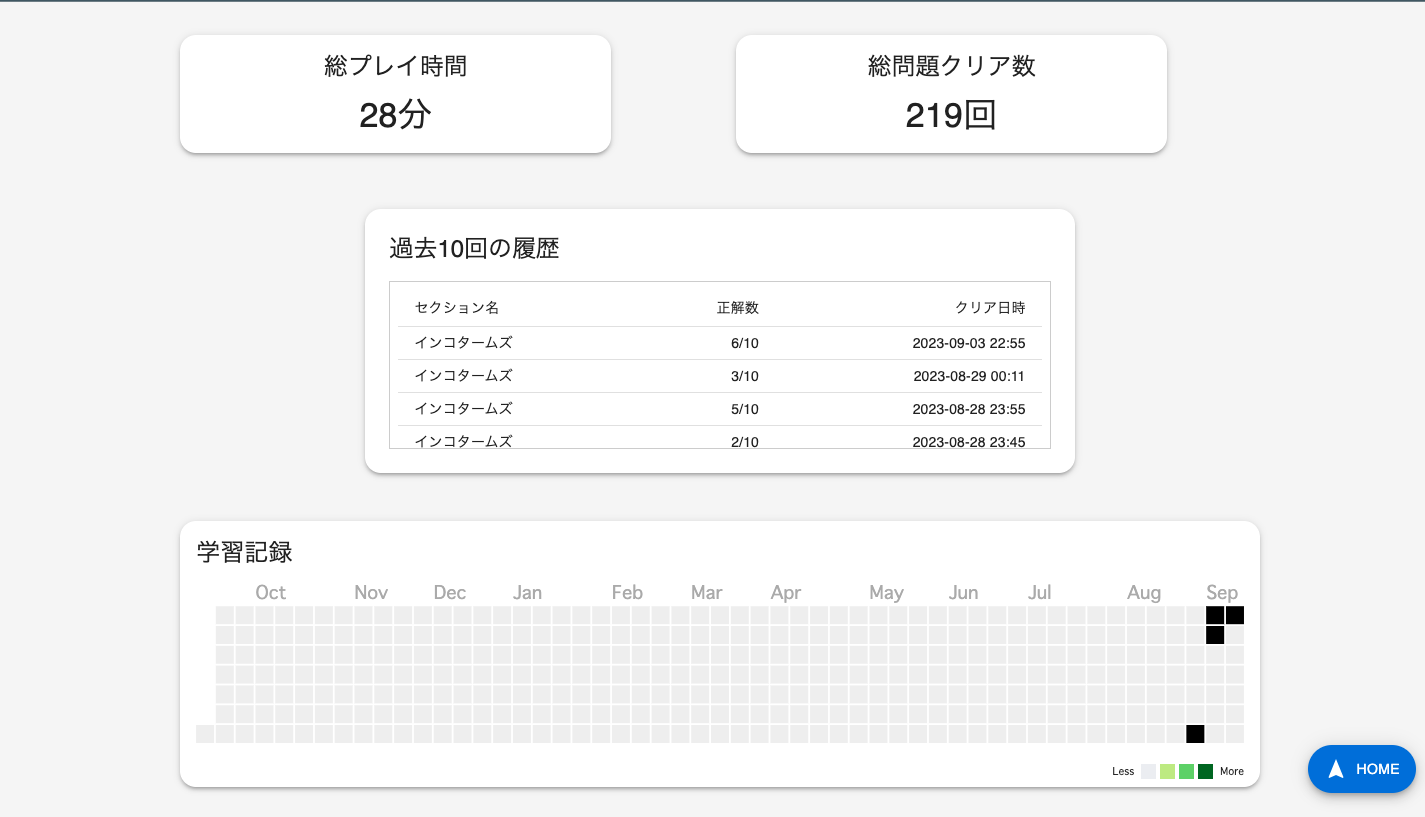 総プレイ時間
28分
総問題クリア数
219回
過去10回の履歴
セクション名 正解数 クリア日時
インコタームズ 6/10 2023-09-03 22:55
インコタームズ 3/10 2023-08-29 00:11
インコタームズ 5/10 2023-08-28 23:55
インコタームズ 2/10 2023-08-28 23:45
学習記録
Oct Nov Dec Jan Feb Mar Apr May Jun Jul Aug Sep
Less More
HOME